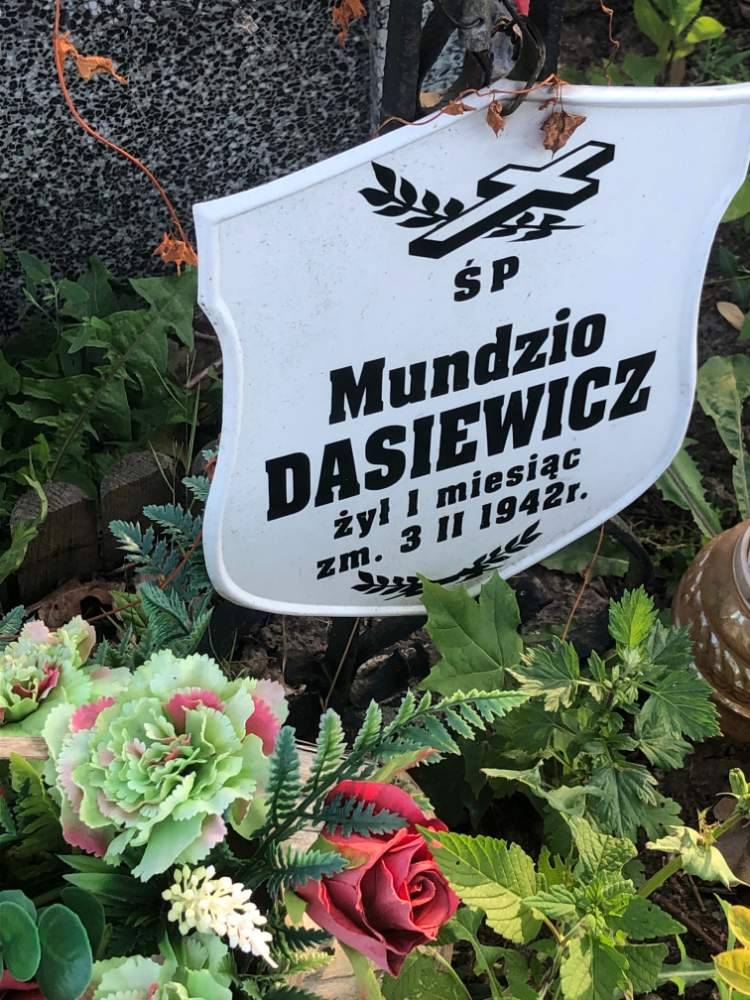 ŚP
Mundzio
DASIEWICZ
żył 1 miesiąc
zm. 3 II 1942r.